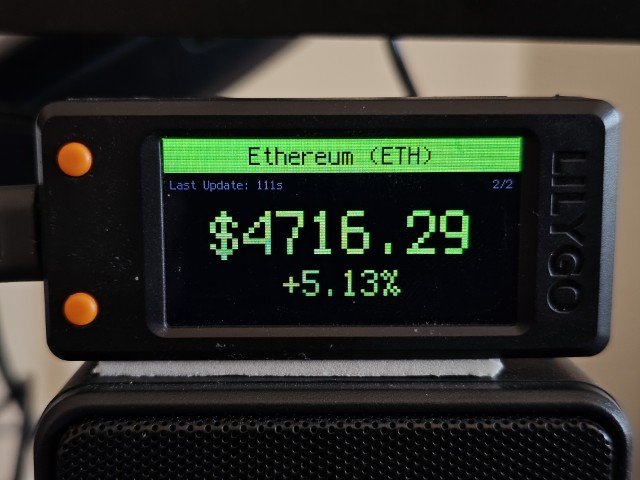 Ethereum (ETH)
Last Update: 111s 2/2
$4716.29
+5.13%
LILYGO